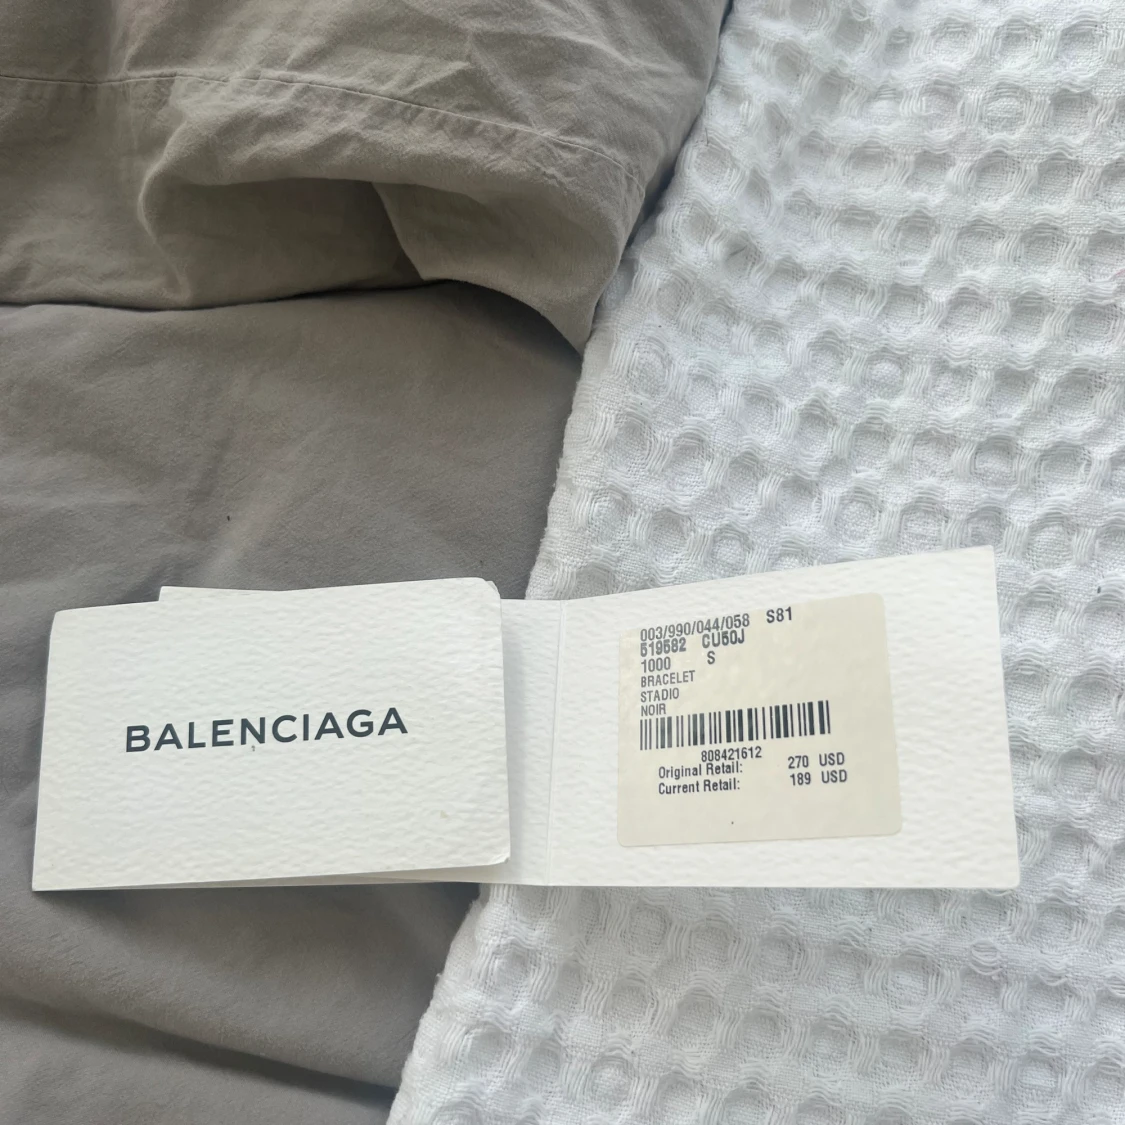 BALENCIAGA
003/990/044/058 S81
519582 CU50J
1000 S
BRACELET
STADIO
NOIR
808421612
Original Retail: 270 USD
Current Retail: 189 USD